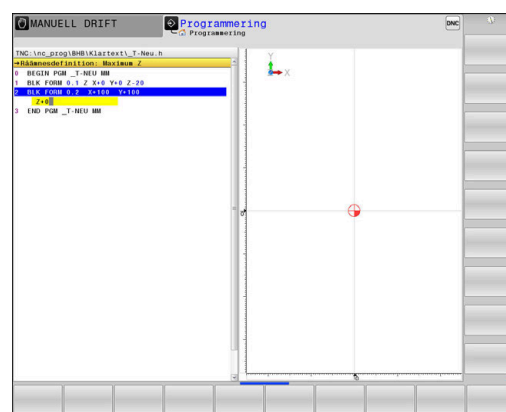 MANUELL DRIFT
Programmering
Programmering
DNC
TNC:\nc_prog\BHB\Klartext\_T-Neu.h
→Råämnesdefinition: Maximum Z
0 BEGIN PGM _T-NEU MM
1 BLK FORM 0.1 Z X+0 Y+0 Z-20
2 BLK FORM 0.2 X+100 Y+100
Z+0
3 END PGM _T-NEU MM
Y
X
0
0